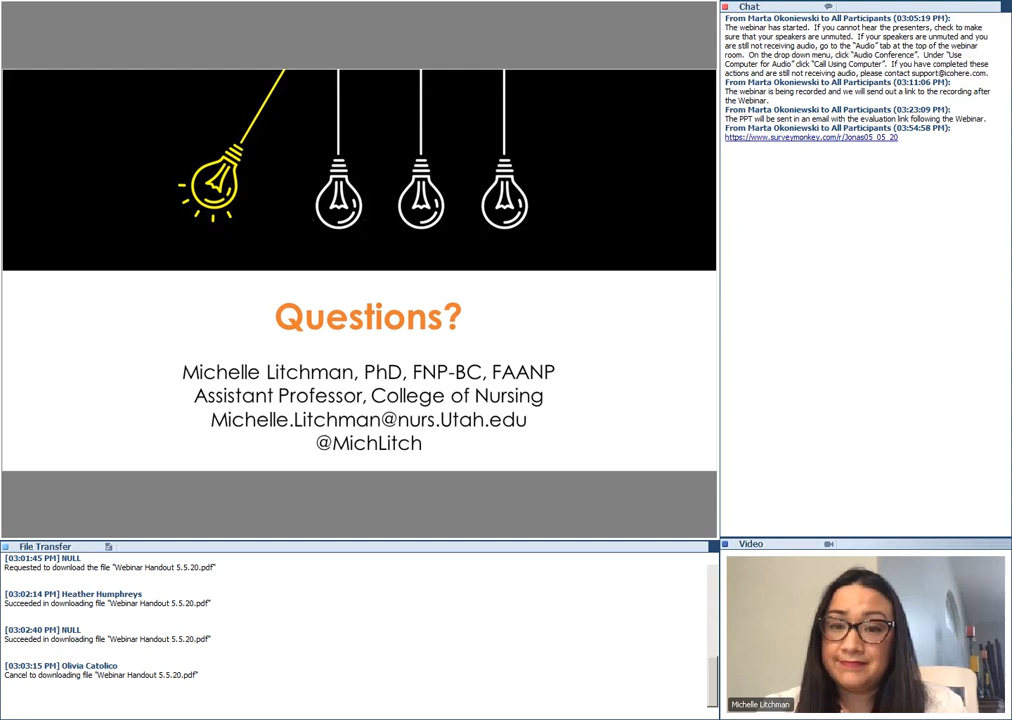 Questions?
Michelle Litchman, PhD, FNP-BC, FAANP
Assistant Professor, College of Nursing
Michelle.Litchman@nurs.Utah.edu
@MichLitch
Chat
From Marta Okoniewski to All Participants (03:05:19 PM):
The webinar has started. If you cannot hear the presenters, check to make
sure that your speakers are unmuted. If your speakers are unmuted and you
are still not receiving audio, go to the "Audio" tab at the top of the webinar
room. On the drop down menu, click "Audio Conference". Under "Use
Computer for Audio" click "Call Using Computer". If you have completed these
actions and are still not receiving audio, please contact support@icohere.com.
From Marta Okoniewski to All Participants (03:11:06 PM):
The webinar is being recorded and we will send out a link to the recording after
the Webinar.
From Marta Okoniewski to All Participants (03:23:09 PM):
The PPT will be sent in an email with the evaluation link following the Webinar.
From Marta Okoniewski to All Participants (03:54:58 PM):
https://www.surveymonkey.com/r/Jonas05_05_20
File Transfer
[03:01:45 PM] NULL
Requested to download the file "Webinar Handout 5.5.20.pdf"
[03:02:14 PM] Heather Humphreys
Succeeded in downloading file "Webinar Handout 5.5.20.pdf"
[03:02:40 PM] NULL
Succeeded in downloading file "Webinar Handout 5.5.20.pdf"
[03:03:15 PM] Olivia Catolico
Cancel to downloading file "Webinar Handout 5.5.20.pdf"
Video
Michelle Litchman